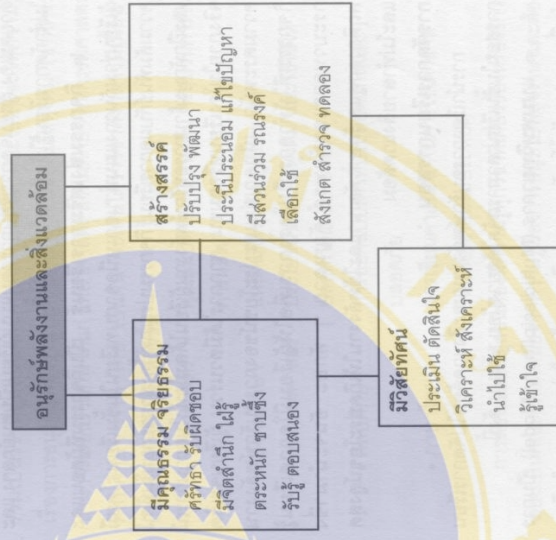 อนุรักษ์พลังงานและสิ่งแวดล้อม
มีคุณธรรม จริยธรรม
ศรัทธา รับผิดชอบ
มีจิตสำนึก ใฝ่รู้
ตระหนัก ซาบซึ้ง
รับรู้ ตอบสนอง
สร้างสรรค์
ปรับปรุง พัฒนา
ประนีประนอม แก้ไขปัญหา
มีส่วนร่วม รณรงค์
เลือกใช้
สังเกต สำรวจ ทดลอง
มีวิสัยทัศน์
ประเมิน ตัดสินใจ
วิเคราะห์ สังเคราะห์
นำไปใช้
รู้เข้าใจ